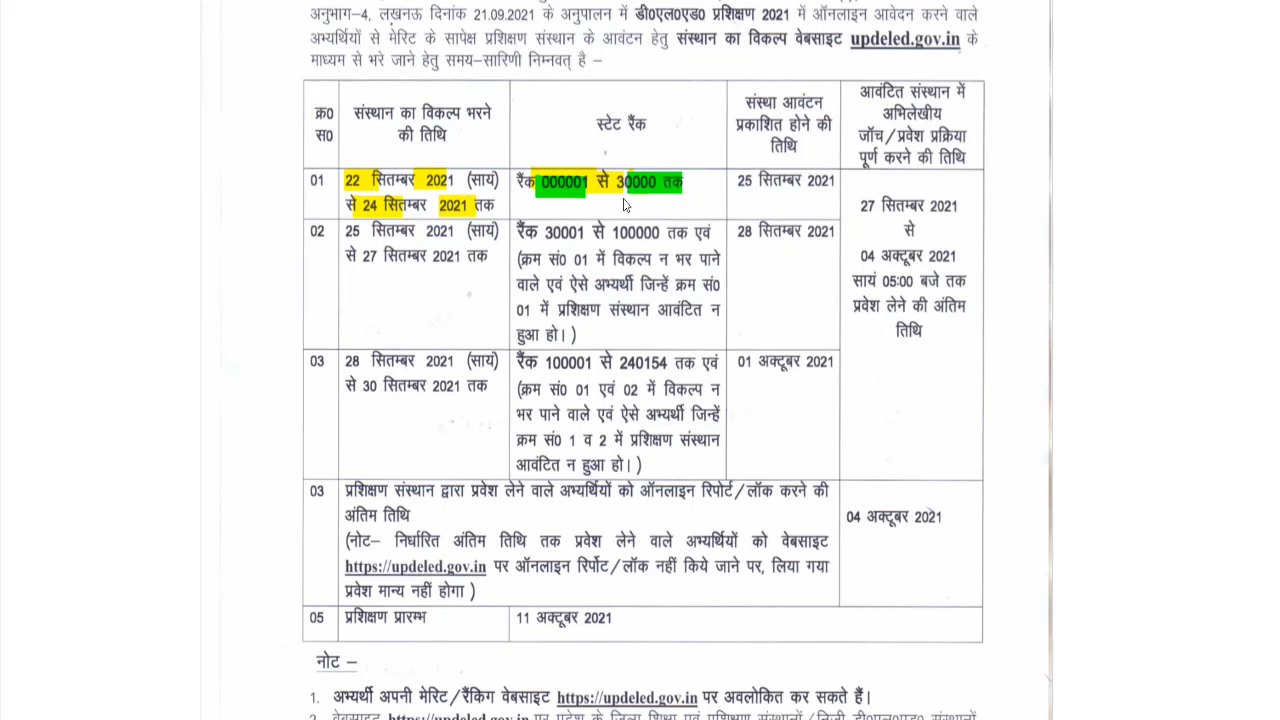 अनुभाग-4, लखनऊ दिनांक 21.09.2021 के अनुपालन में डी०एल०एड० प्रशिक्षण 2021 में ऑनलाइन आवेदन करने वाले
अभ्यर्थियों से मेरिट के सापेक्ष प्रशिक्षण संस्थान के आवंटन हेतु संस्थान का विकल्प वेबसाइट updeled.gov.in के
माध्यम से भरे जाने हेतु समय-सारिणी निम्नवत् है –
क्र०
स०
संस्थान का विकल्प भरने
की तिथि
स्टेट रैंक
संस्था आवंटन
प्रकाशित होने की
तिथि
आवंटित संस्थान में
अभिलेखीय
जॉच/प्रवेश प्रक्रिया
पूर्ण करने की तिथि
01
22 सितम्बर 2021 (सायं)
से 24 सितम्बर 2021 तक
रैंक 000001 से 30000 तक
25 सितम्बर 2021
27 सितम्बर 2021
से
04 अक्टूबर 2021
सायं 05:00 बजे तक
प्रवेश लेने की अंतिम
तिथि
02
25 सितम्बर 2021 (सायं)
से 27 सितम्बर 2021 तक
रैंक 30001 से 100000 तक एवं
(क्रम सं0 01 में विकल्प न भर पाने
वाले एवं ऐसे अभ्यर्थी जिन्हें क्रम सं0
01 में प्रशिक्षण संस्थान आवंटित न
हुआ हो।)
28 सितम्बर 2021
03
28 सितम्बर 2021 (सायं)
से 30 सितम्बर 2021 तक
रैंक 100001 से 240154 तक एवं
(क्रम सं0 01 एवं 02 में विकल्प न
भर पाने वाले एवं ऐसे अभ्यर्थी जिन्हें
क्रम सं0 1 व 2 में प्रशिक्षण संस्थान
आवंटित न हुआ हो।)
01 अक्टूबर 2021
03
प्रशिक्षण संस्थान द्वारा प्रवेश लेने वाले अभ्यर्थियों को ऑनलाइन रिपोर्ट/लॉक करने की
अंतिम तिथि
(नोट– निर्धारित अंतिम तिथि तक प्रवेश लेने वाले अभ्यर्थियों को वेबसाइट
https://updeled.gov.in पर ऑनलाइन रिर्पोट/लॉक नहीं किये जाने पर, लिया गया
प्रवेश मान्य नहीं होगा)
04 अक्टूबर 2021
05
प्रशिक्षण प्रारम्भ
11 अक्टूबर 2021
नोट –
1. अभ्यर्थी अपनी मेरिट/रैंकिग वेबसाइट https://updeled.gov.in पर अवलोकित कर सकते हैं।